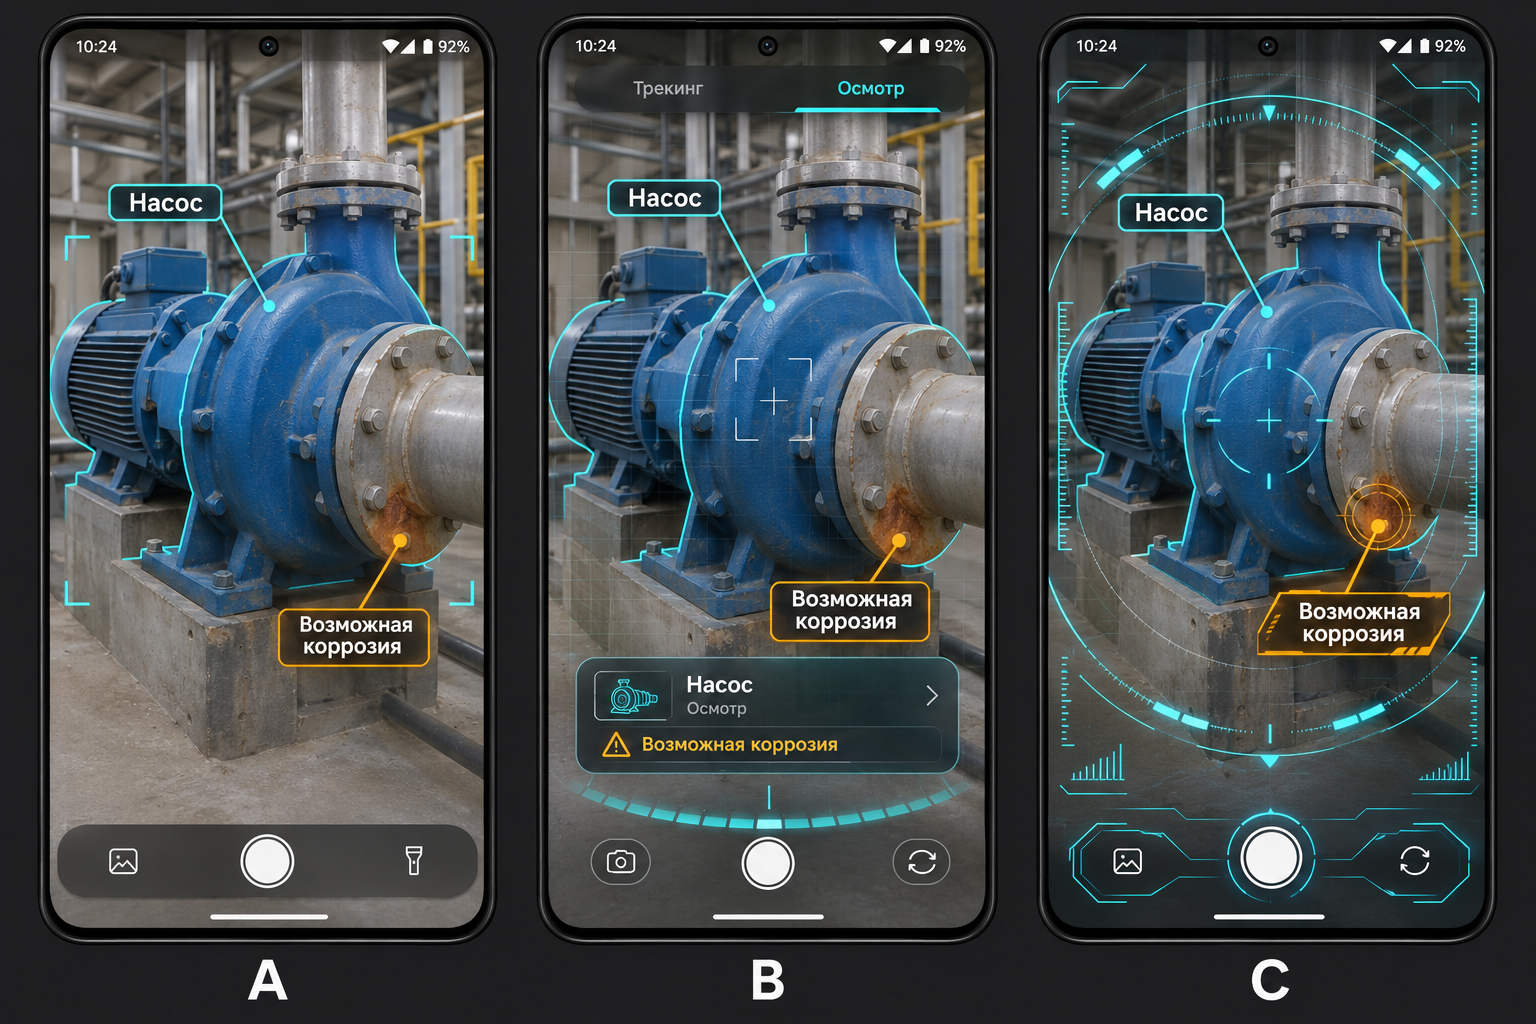 10:24
92%
Насос
Возможная
коррозия
A
10:24
92%
Трекинг
Осмотр
Насос
Возможная
коррозия
Насос
Осмотр
Возможная коррозия
B
10:24
92%
Насос
Возможная
коррозия
C